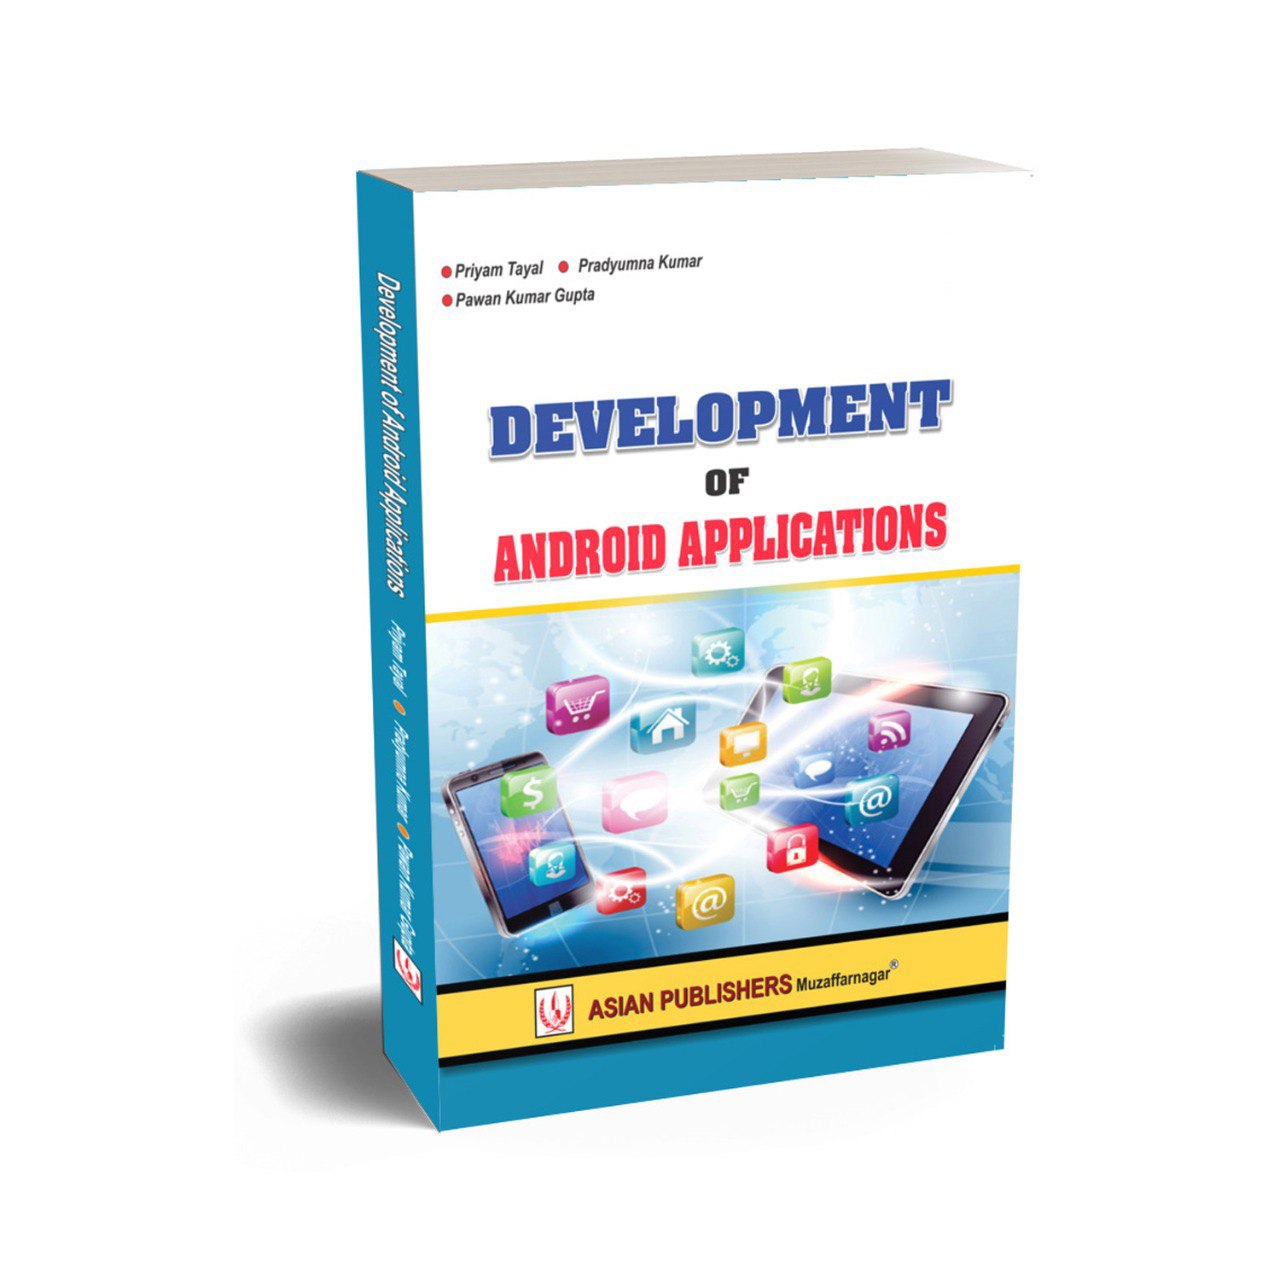 Priyam Tayal Pradyumna Kumar
Pawan Kumar Gupta
DEVELOPMENT
OF
ANDROID APPLICATIONS
$
@
@
ASIAN PUBLISHERS Muzaffarnagar®
Development of Android Applications Priyam Tayal Pradyumna Kumar Pawan Kumar Gupta